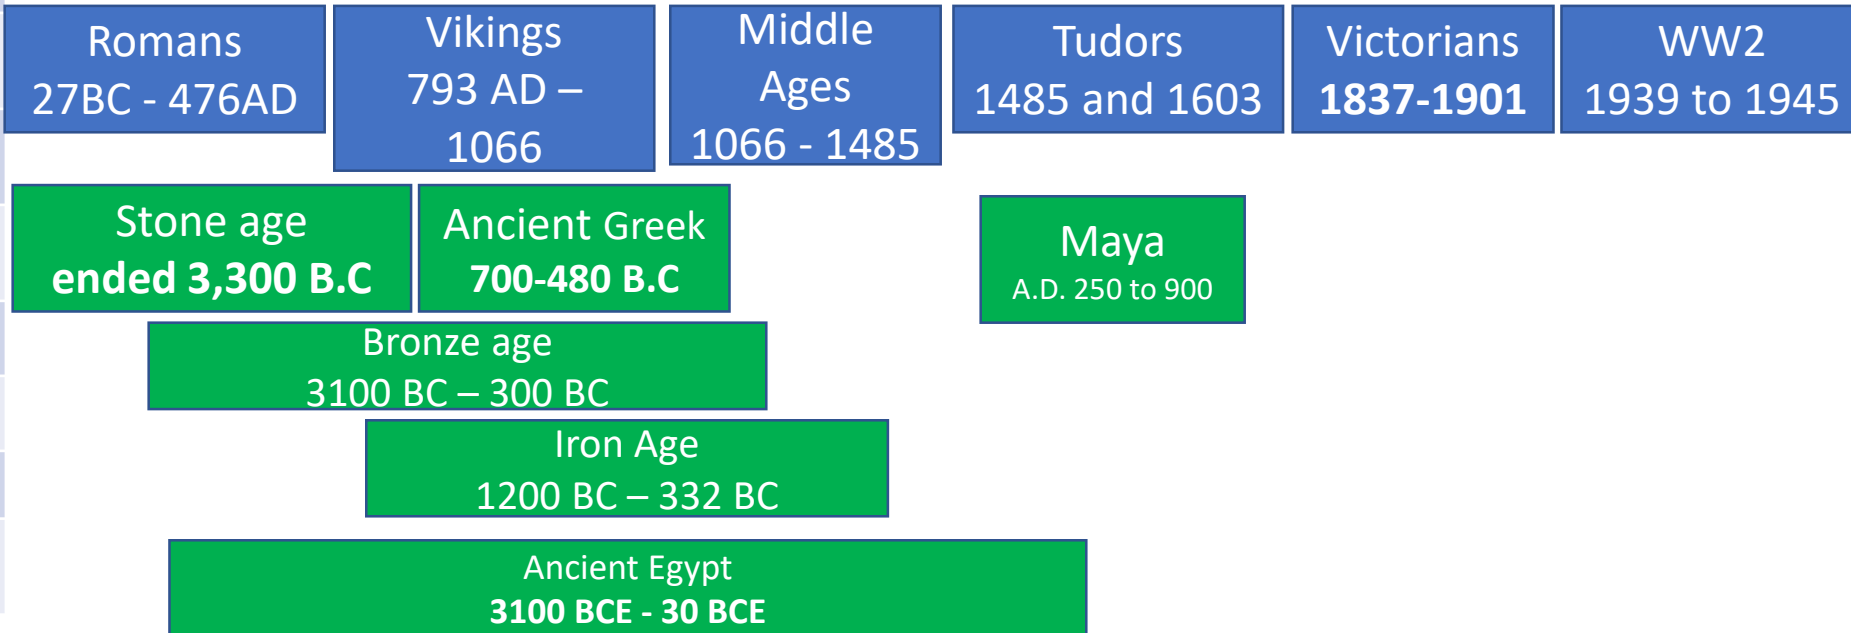 Romans
27BC - 476AD
Vikings
793 AD –
1066
Middle
Ages
1066 - 1485
Tudors
1485 and 1603
Victorians
1837-1901
WW2
1939 to 1945
Stone age
ended 3,300 B.C
Ancient Greek
700-480 B.C
Maya
A.D. 250 to 900
Bronze age
3100 BC – 300 BC
Iron Age
1200 BC – 332 BC
Ancient Egypt
3100 BCE - 30 BCE